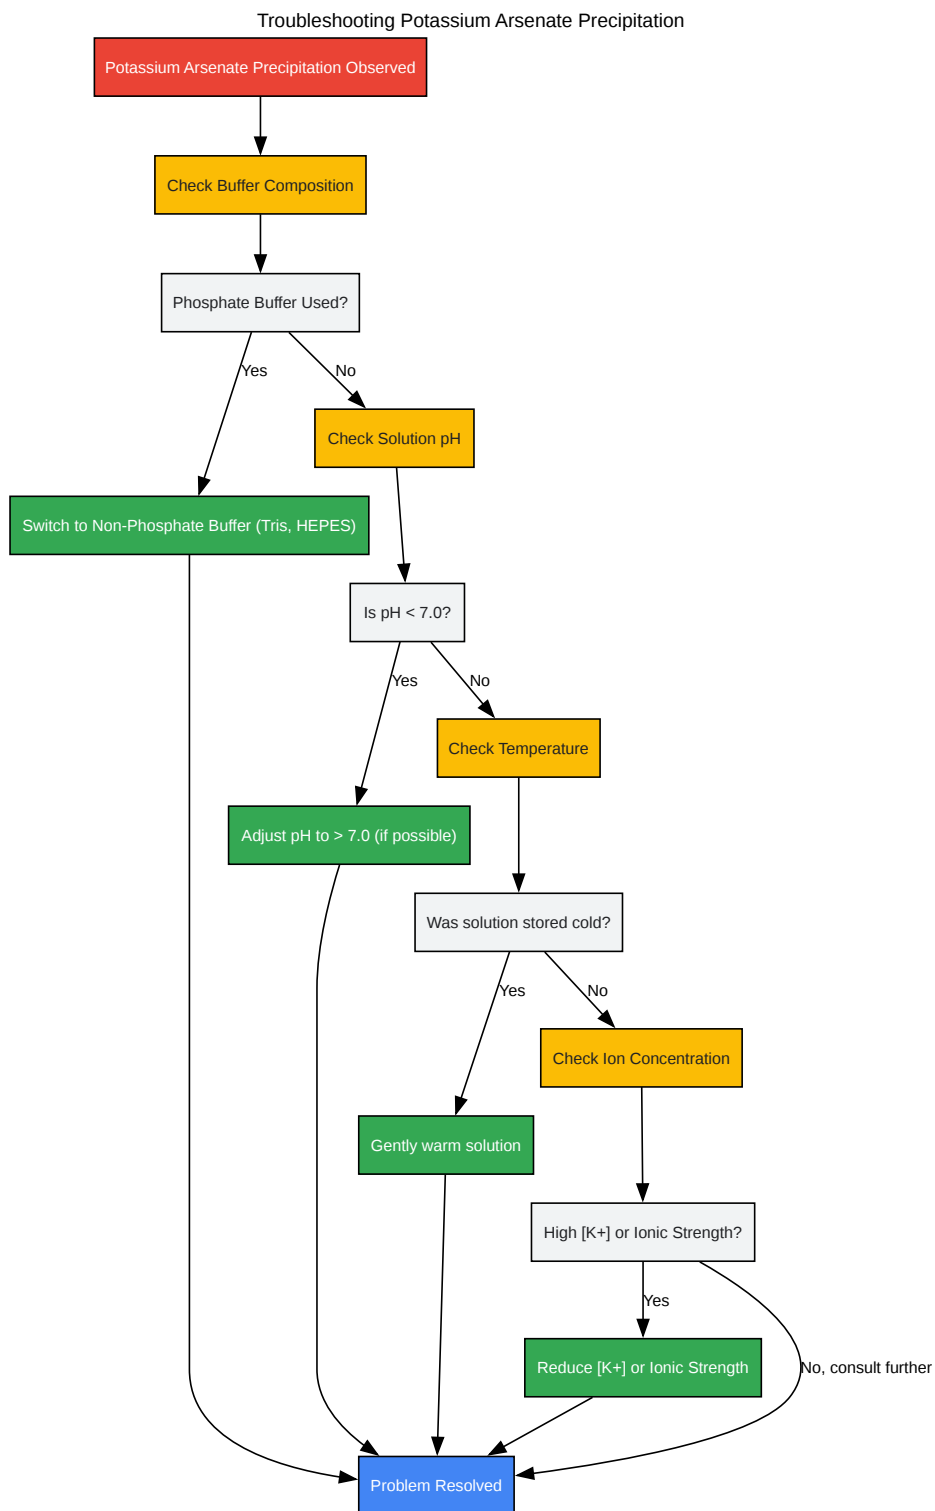 Troubleshooting Potassium Arsenate Precipitation
Potassium Arsenate Precipitation Observed
Check Buffer Composition
Phosphate Buffer Used?
Yes
No
Check Solution pH
Switch to Non-Phosphate Buffer (Tris, HEPES)
Is pH < 7.0?
Yes
No
Check Temperature
Adjust pH to > 7.0 (if possible)
Was solution stored cold?
Yes
No
Check Ion Concentration
Gently warm solution
High [K+] or Ionic Strength?
Yes
Reduce [K+] or Ionic Strength
No, consult further
Problem Resolved